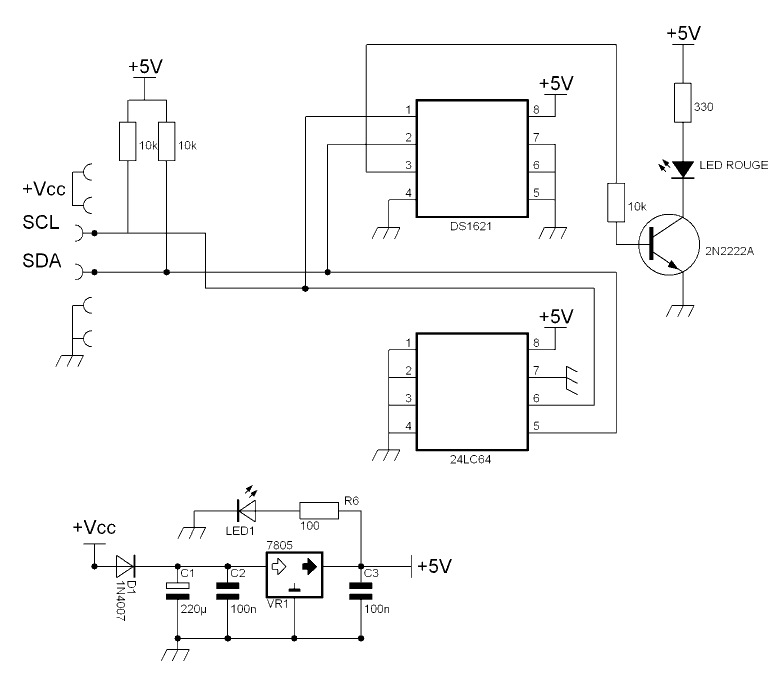 +5V
+5V
+5V
10k
10k
+Vcc
SCL
SDA
1
2
3
4
8
7
6
5
DS1621
330
LED ROUGE
10k
2N2222A
+5V
1
2
3
4
8
7
6
5
24LC64
+Vcc
D1
1N4007
C1
220µ
C2
100n
LED1
R6
100
7805
VR1
C3
100n
+5V